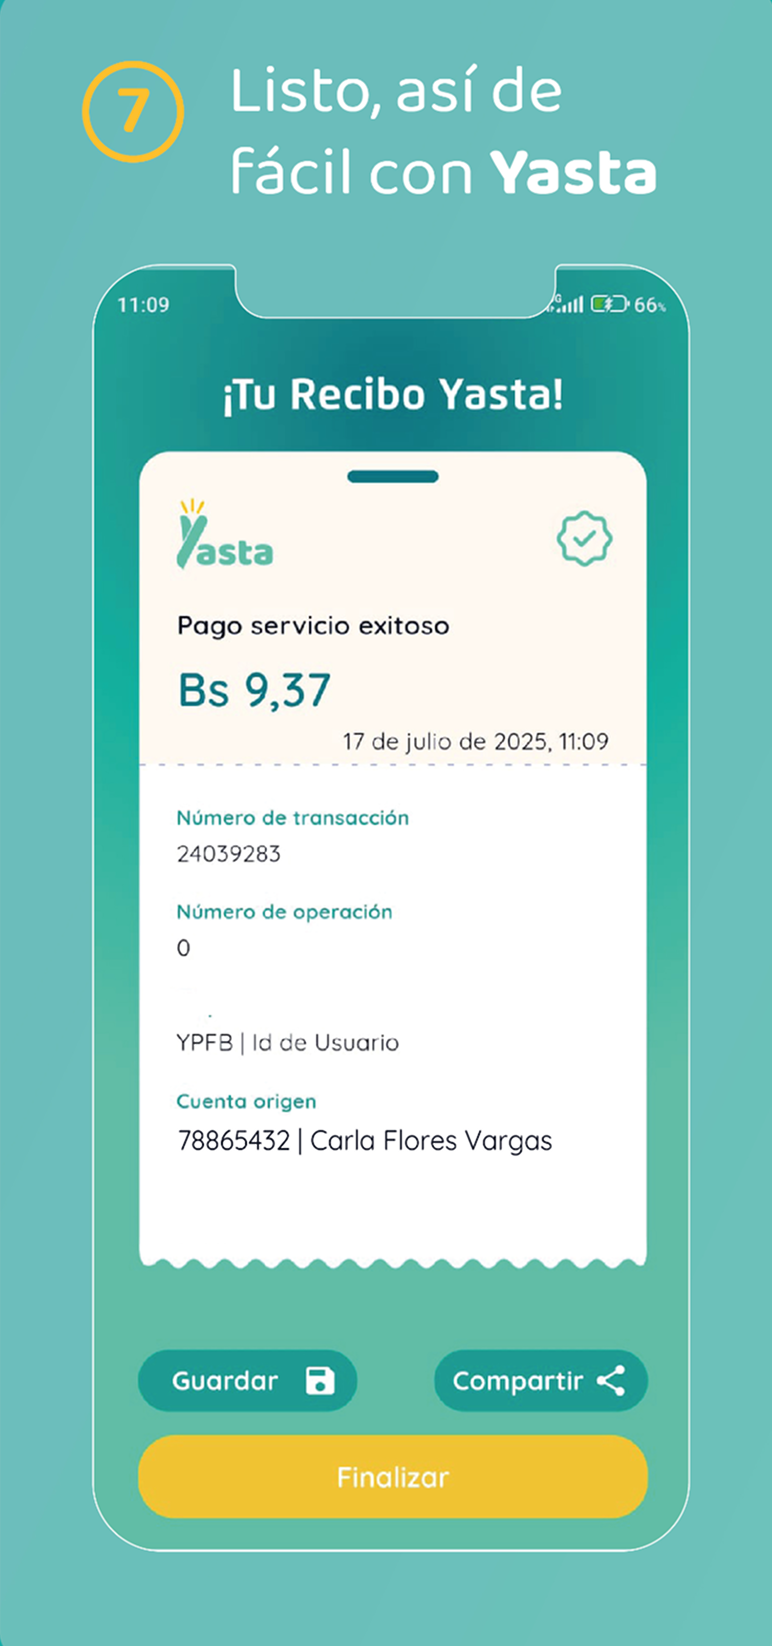 7
Listo, así de
fácil con Yasta
11:09
66%
¡Tu Recibo Yasta!
Yasta
Pago servicio exitoso
Bs 9,37
17 de julio de 2025, 11:09
Número de transacción
24039283
Número de operación
0
YPFB | Id de Usuario
Cuenta origen
78865432 | Carla Flores Vargas
Guardar
Compartir
Finalizar